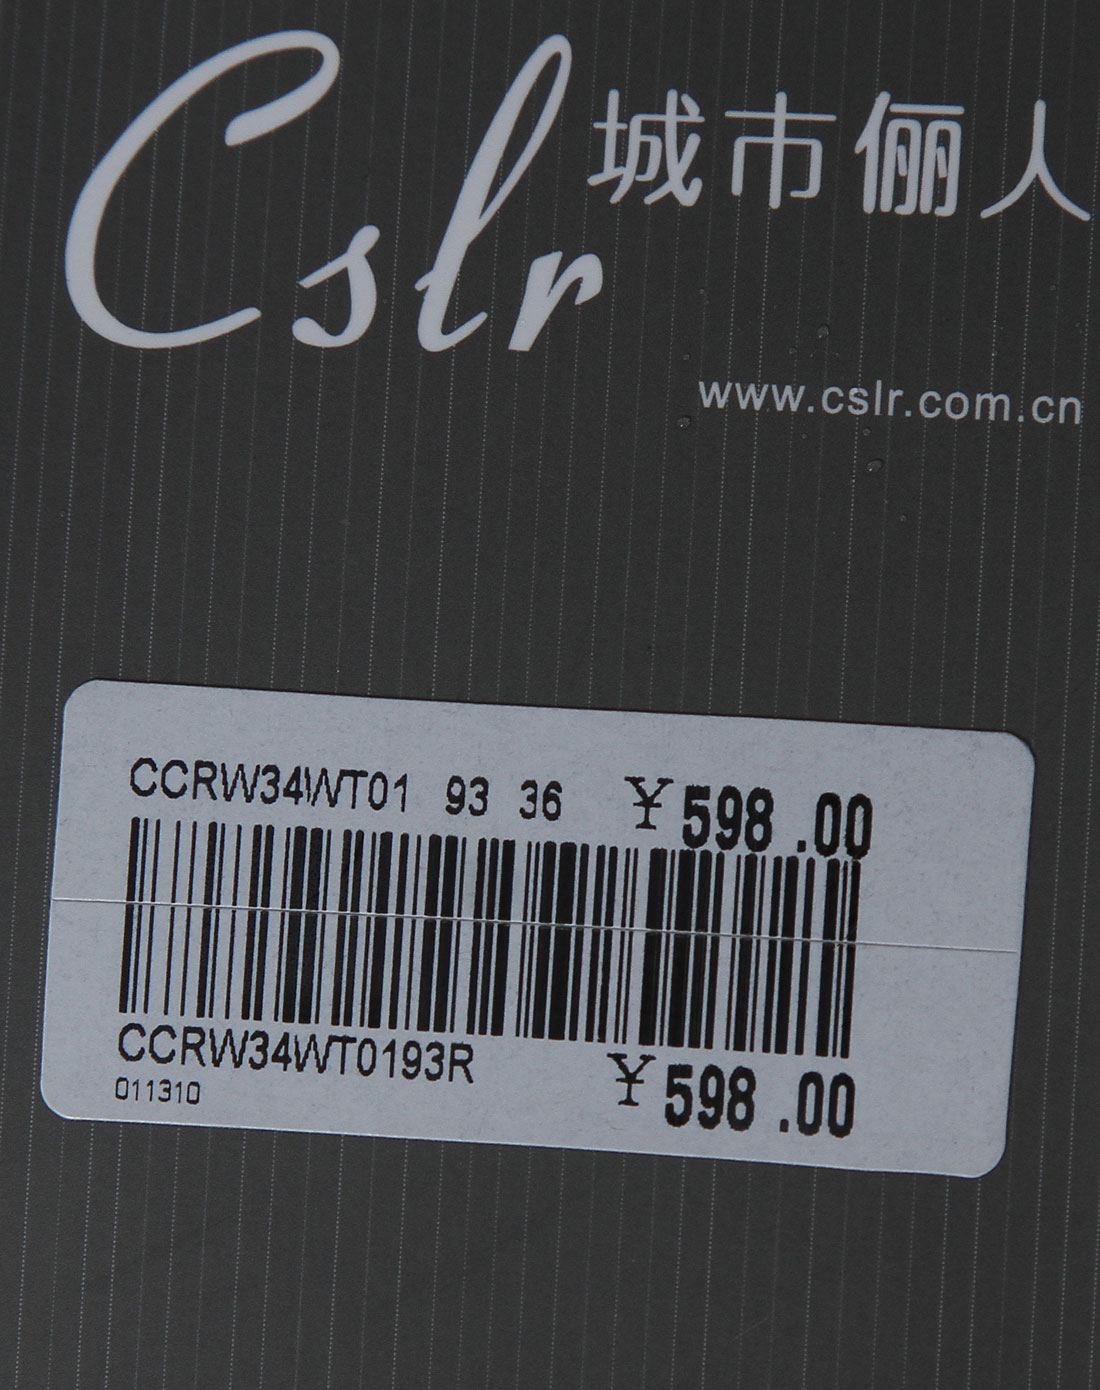 Cslr 城市俪人
www.cslr.com.cn
CCRW34WT01 93 36 ¥598.00
CCRW34WT0193R ¥598.00
011310